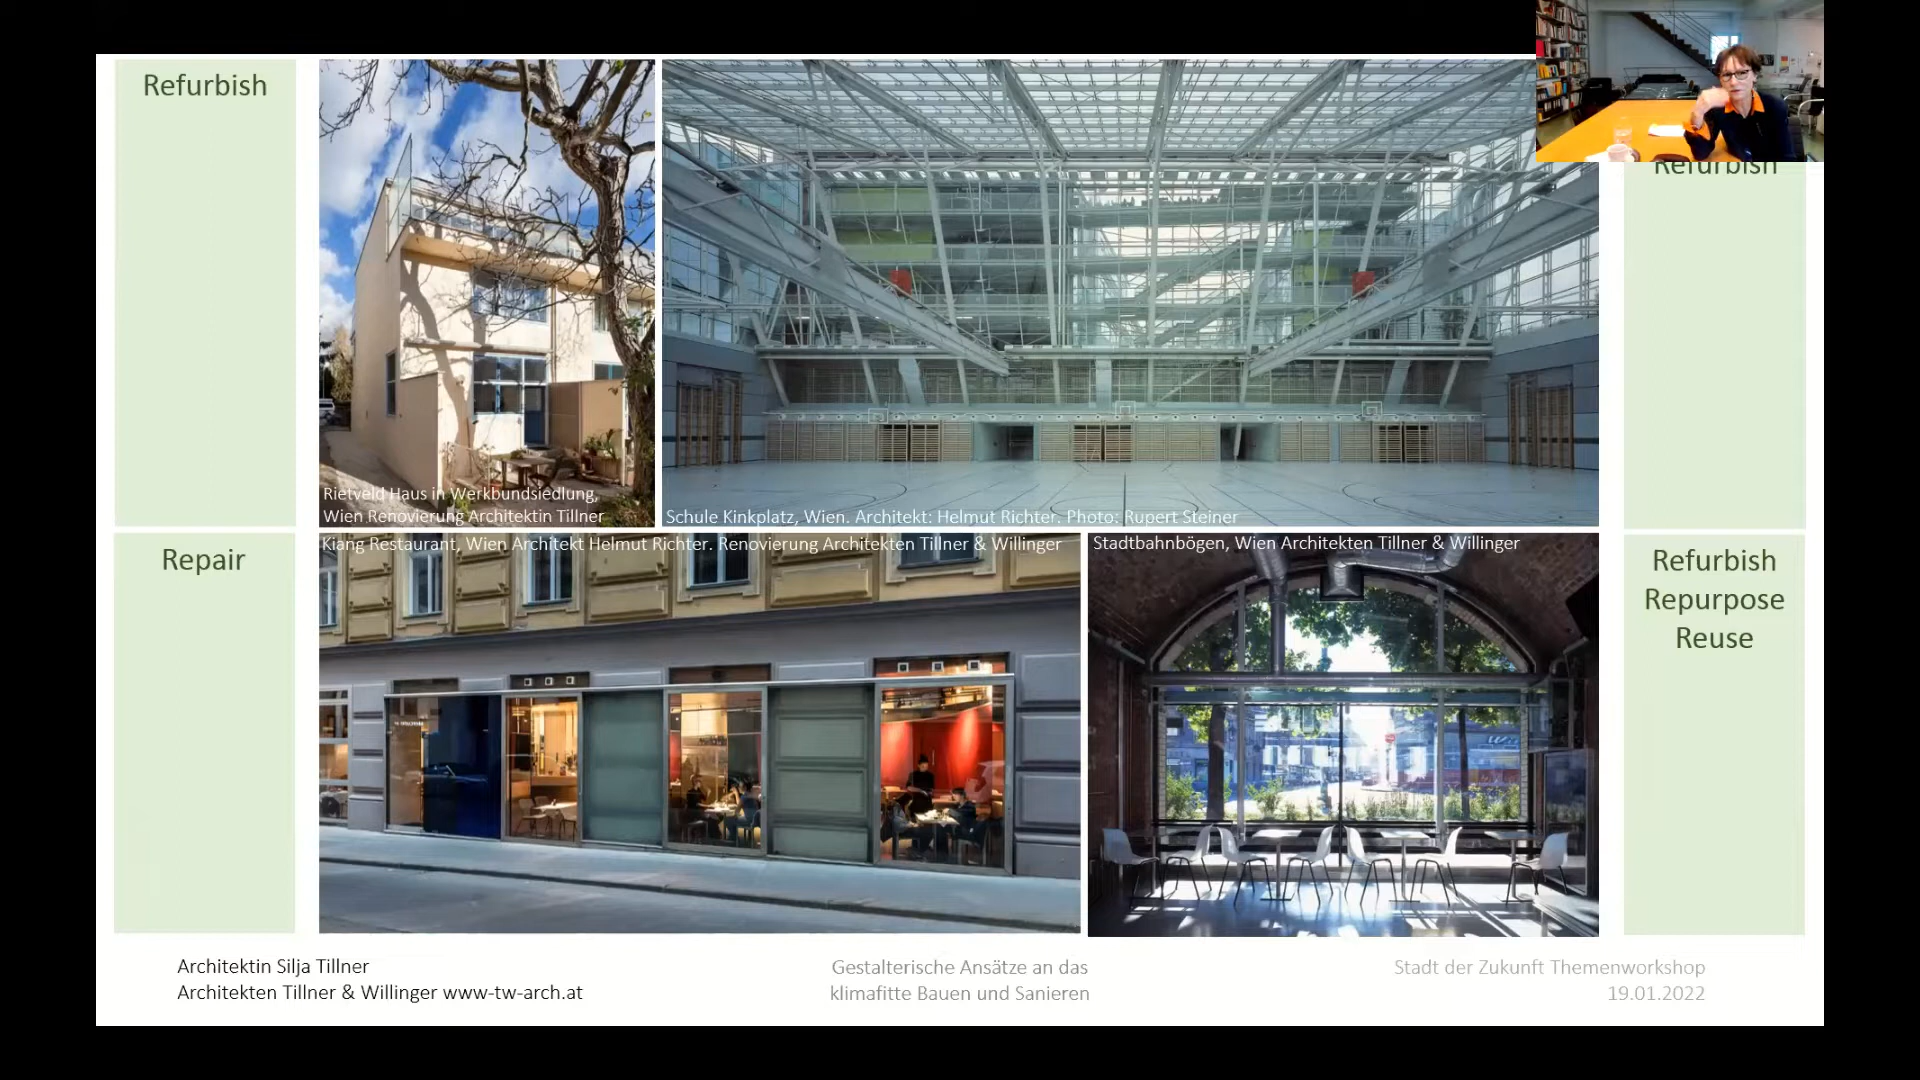 Refurbish
Rietveld Haus in Werkbundsiedlung,
Wien Renovierung Architektin Tillner
Schule Kinkplatz, Wien. Architekt: Helmut Richter. Photo: Rupert Steiner
Refurbish
Repair
Kiang Restaurant, Wien Architekt Helmut Richter. Renovierung Architekten Tillner & Willinger
Stadtbahnbögen, Wien Architekten Tillner & Willinger
Refurbish
Repurpose
Reuse
Architektin Silja Tillner
Architekten Tillner & Willinger www-tw-arch.at
Gestalterische Ansätze an das
klimafitte Bauen und Sanieren
Stadt der Zukunft Themenworkshop
19.01.2022